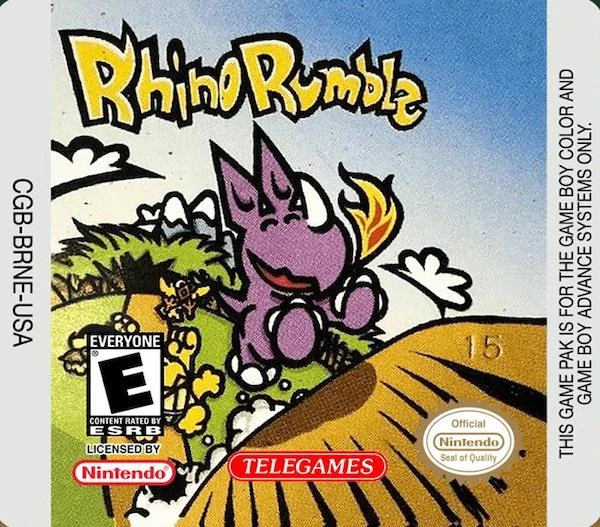 Rhino Rumble
CGB-BRNE-USA
EVERYONE
E
®
CONTENT RATED BY
ESRB
LICENSED BY
Nintendo®
TELEGAMES
15
Official
Nintendo
Seal of Quality
THIS GAME PAK IS FOR THE GAME BOY COLOR AND
GAME BOY ADVANCE SYSTEMS ONLY.